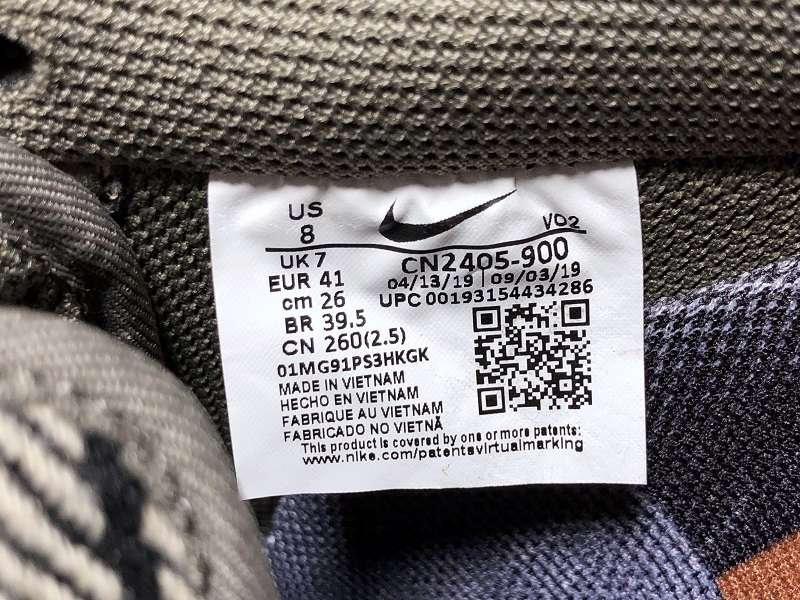 US
8
V02
UK 7
EUR 41
cm 26
BR 39.5
CN 260(2.5)
CN2405-900
04/13/19 | 09/03/19
UPC 00193154434286
01MG91PS3HKGK
MADE IN VIETNAM
HECHO EN VIETNAM
FABRIQUE AU VIETNAM
FABRICADO NO VIETNÃ
This product is covered by one or more patents:
www.nike.com/patentsvirtualmarking